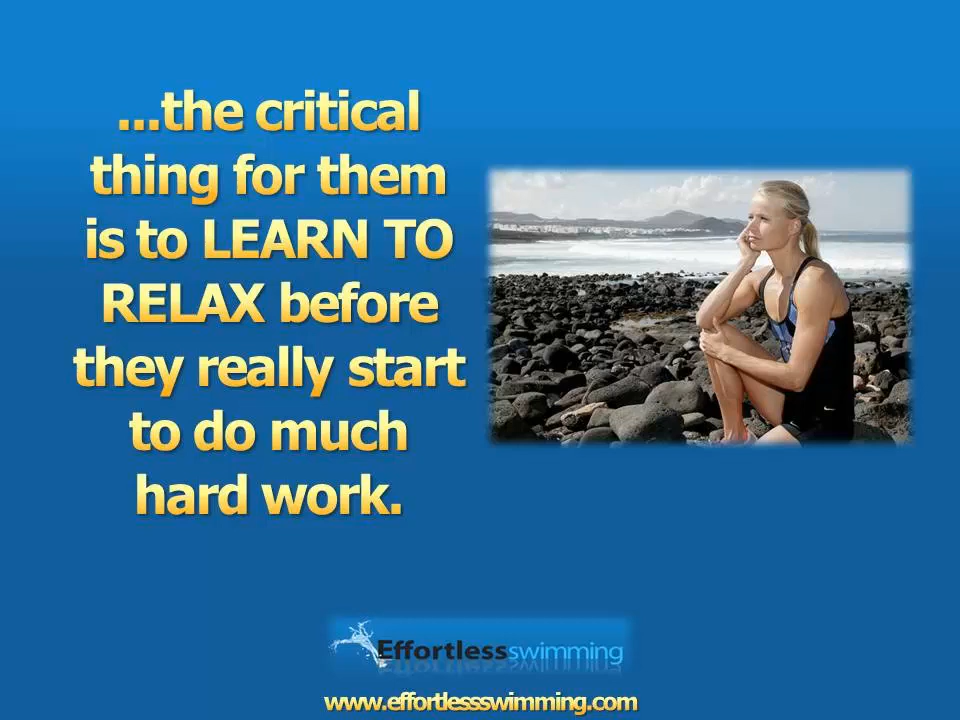 ...the critical
thing for them
is to LEARN TO
RELAX before
they really start
to do much
hard work.
Effortlessswimming
www.effortlessswimming.com